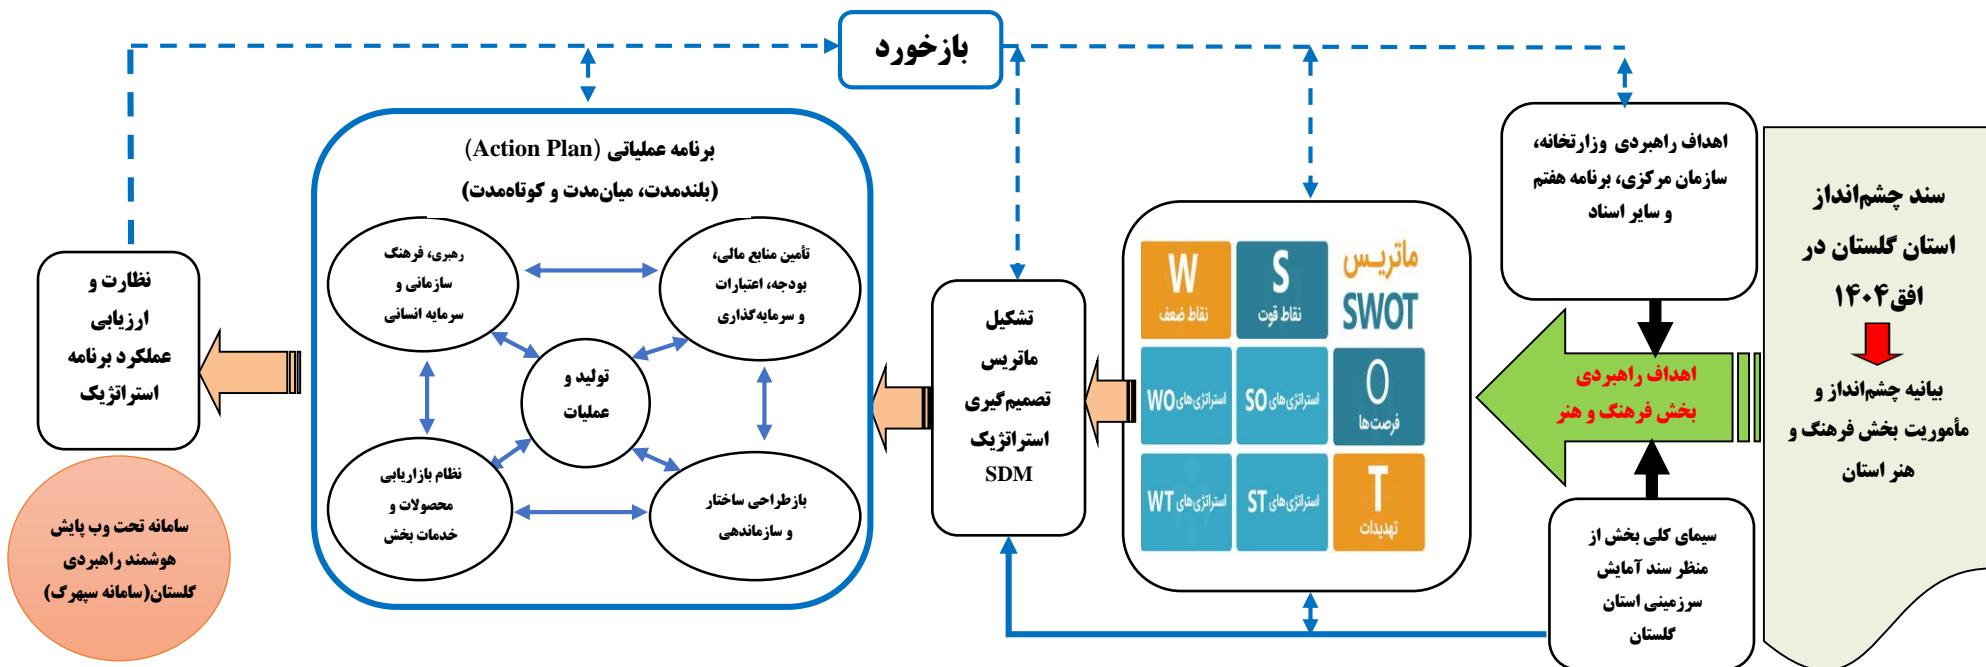 بازخورد
سند چشم‌انداز
استان گلستان در
افق۱۴۰۴
بیانیه چشم‌انداز و
مأموریت بخش فرهنگ و
هنر استان
اهداف راهبردی وزارتخانه،
سازمان مرکزی، برنامه هفتم
و سایر اسناد
اهداف راهبردی
بخش فرهنگ و هنر
سیمای کلی بخش از
منظر سند آمایش
سرزمینی استان
گلستان
ماتریس
SWOT
S
نقاط قوت
W
نقاط ضعف
O
فرصت‌ها
استراتژی‌های SO
استراتژی‌های WO
T
تهدیدات
استراتژی‌های ST
استراتژی‌های WT
تشکیل
ماتریس
تصمیم‌گیری
استراتژیک
SDM
برنامه عملیاتی (Action Plan)
(بلندمدت، میان‌مدت و کوتاه‌مدت)
تأمین منابع مالی،
بودجه، اعتبارات
و سرمایه‌گذاری
رهبری، فرهنگ
سازمانی و
سرمایه انسانی
تولید و
عملیات
بازطراحی ساختار
و سازماندهی
نظام بازاریابی
محصولات و
خدمات بخش
نظارت و
ارزیابی
عملکرد برنامه
استراتژیک
سامانه تحت وب پایش
هوشمند راهبردی
گلستان(سامانه سپهرگ)